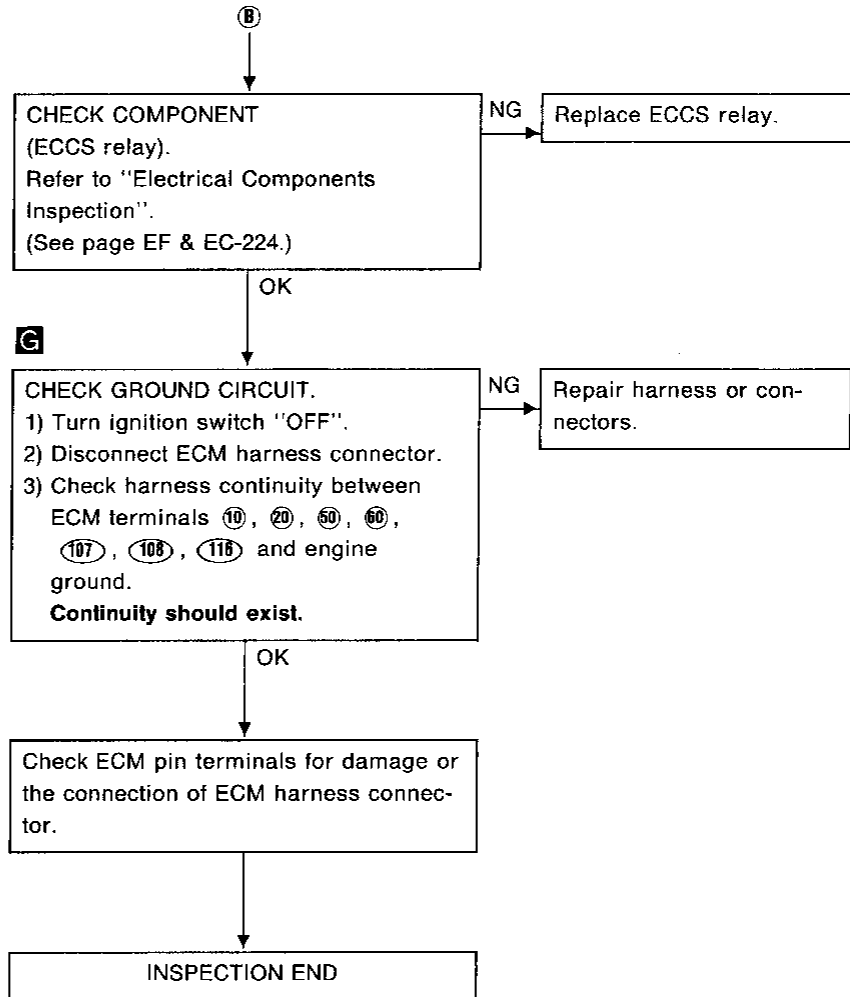 B
CHECK COMPONENT
(ECCS relay).
Refer to "Electrical Components
Inspection".
(See page EF & EC-224.)
NG
Replace ECCS relay.
OK
G
CHECK GROUND CIRCUIT.
1) Turn ignition switch "OFF".
2) Disconnect ECM harness connector.
3) Check harness continuity between
ECM terminals 10, 20, 50, 60,
107, 108, 116 and engine
ground.
Continuity should exist.
NG
Repair harness or con-
nectors.
OK
Check ECM pin terminals for damage or
the connection of ECM harness connec-
tor.
INSPECTION END